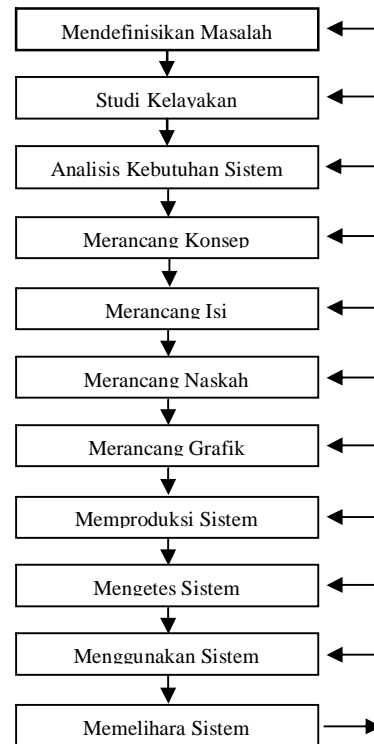 Mendefinisikan Masalah
Studi Kelayakan
Analisis Kebutuhan Sistem
Merancang Konsep
Merancang Isi
Merancang Naskah
Merancang Grafik
Memproduksi Sistem
Mengetes Sistem
Menggunakan Sistem
Memelihara Sistem